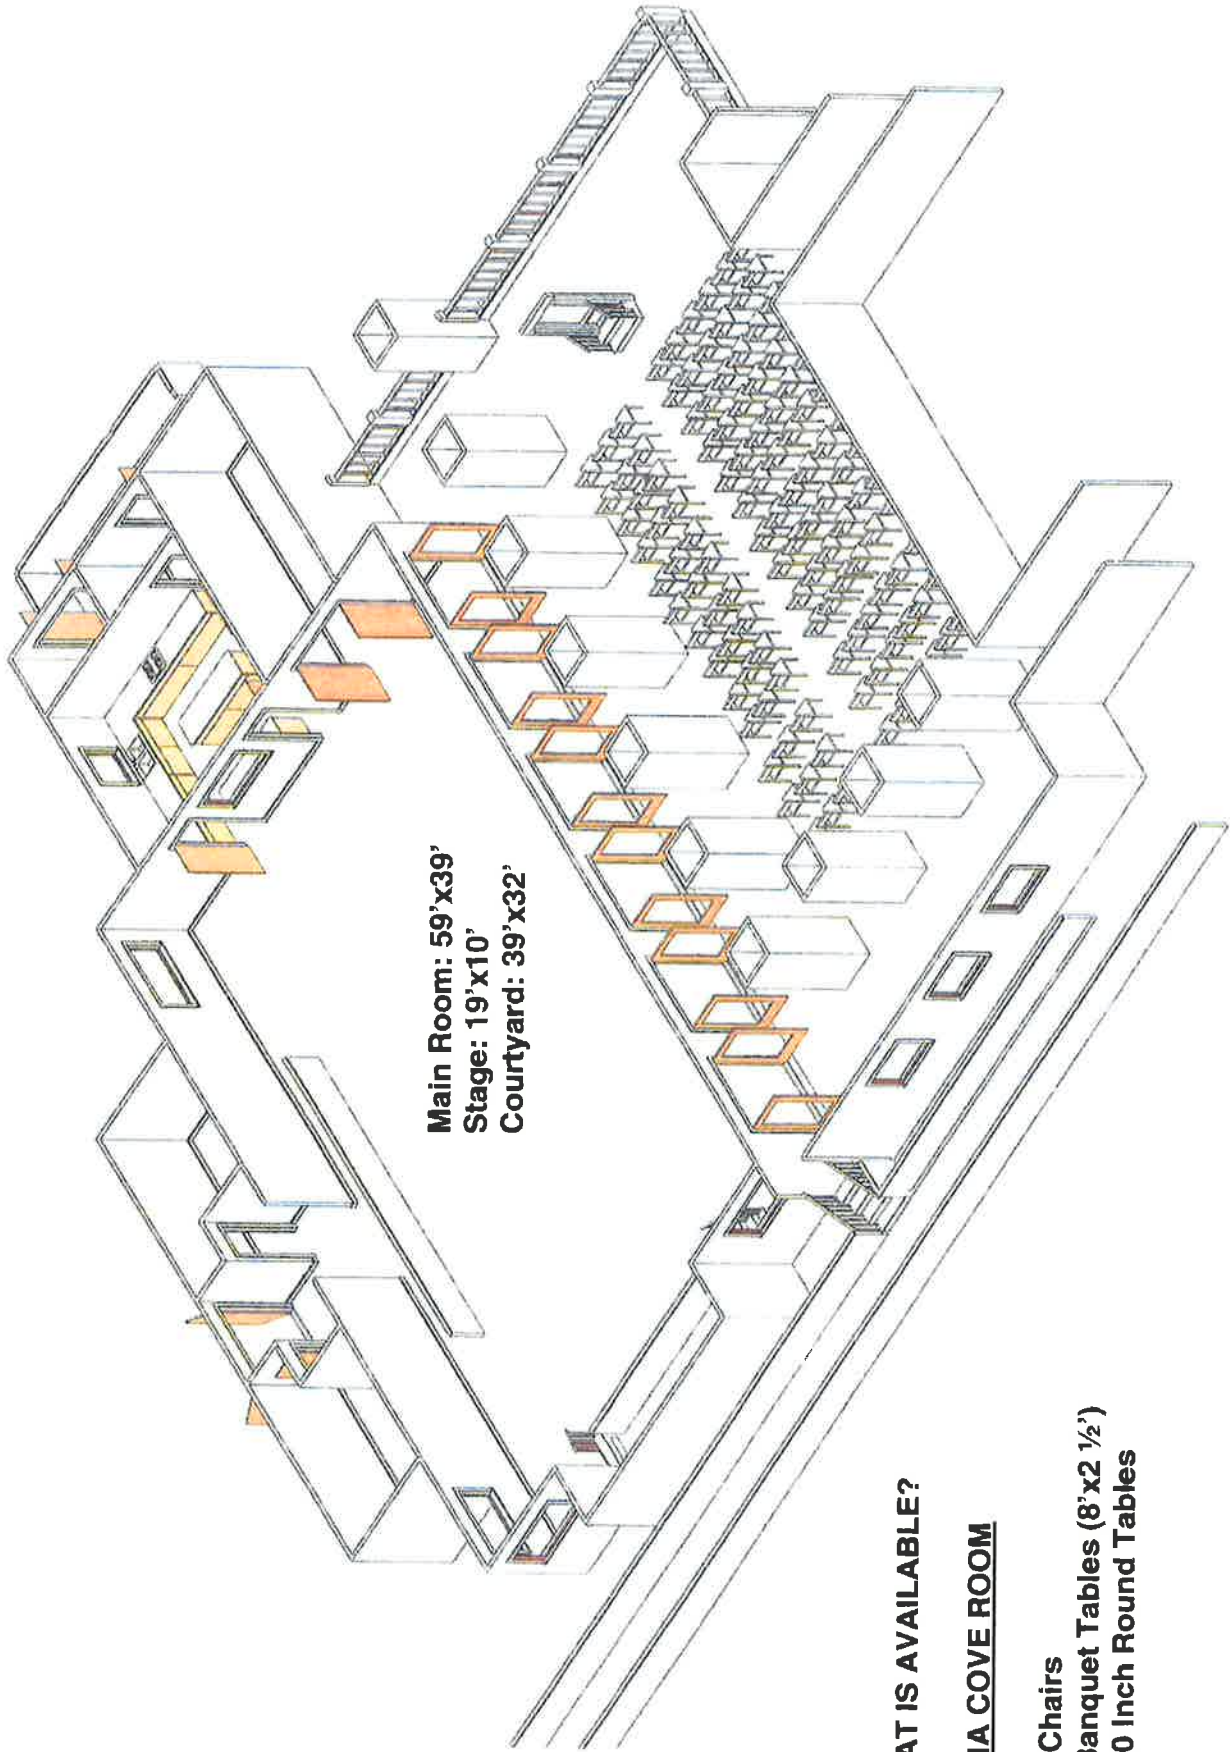 Main Room: 59'x39'
Stage: 19'x10'
Courtyard: 39'x32'
AT IS AVAILABLE?
IA COVE ROOM
Chairs
Banquet Tables (8'x2 ½')
0 Inch Round Tables